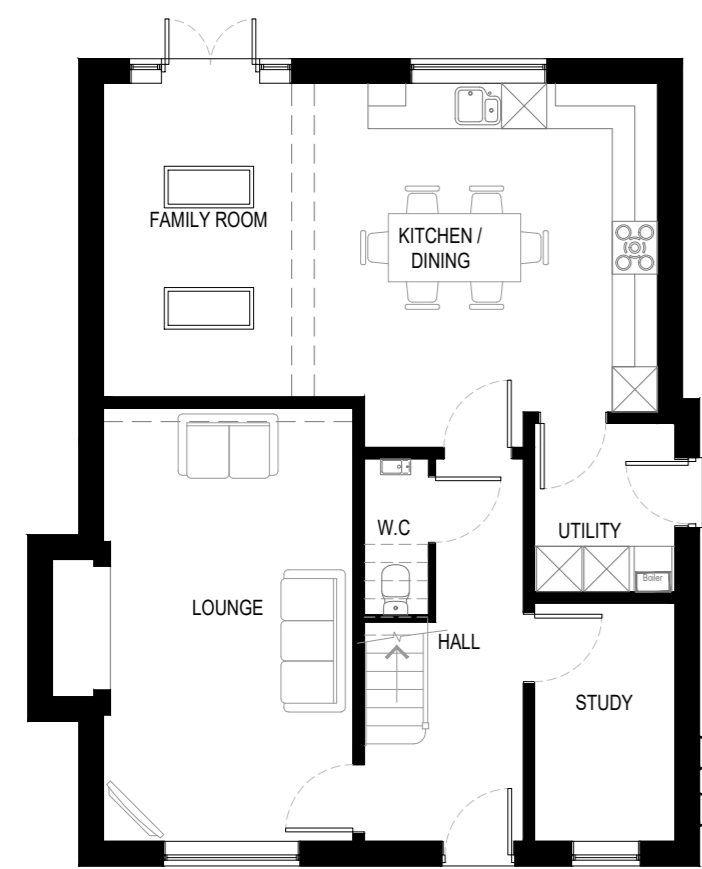 FAMILY ROOM
KITCHEN /
DINING
W.C
UTILITY
Boiler
LOUNGE
HALL
STUDY